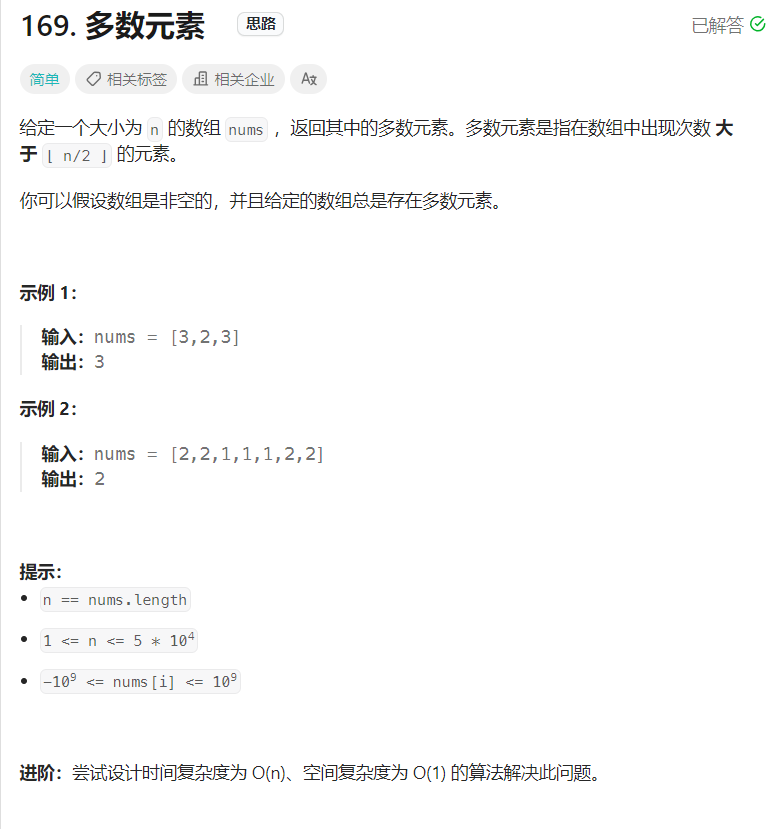 169. 多数元素 思路 已解答
简单 相关标签 相关企业 Aあ
给定一个大小为 n 的数组 nums ，返回其中的多数元素。多数元素是指在数组中出现次数 大
于 ⌊ n/2 ⌋ 的元素。
你可以假设数组是非空的，并且给定的数组总是存在多数元素。
示例 1：
输入：nums = [3,2,3]
输出：3
示例 2：
输入：nums = [2,2,1,1,1,2,2]
输出：2
提示：
• n == nums.length
• 1 <= n <= 5 * 10⁴
• -10⁹ <= nums[i] <= 10⁹
进阶：尝试设计时间复杂度为 O(n)、空间复杂度为 O(1) 的算法解决此问题。